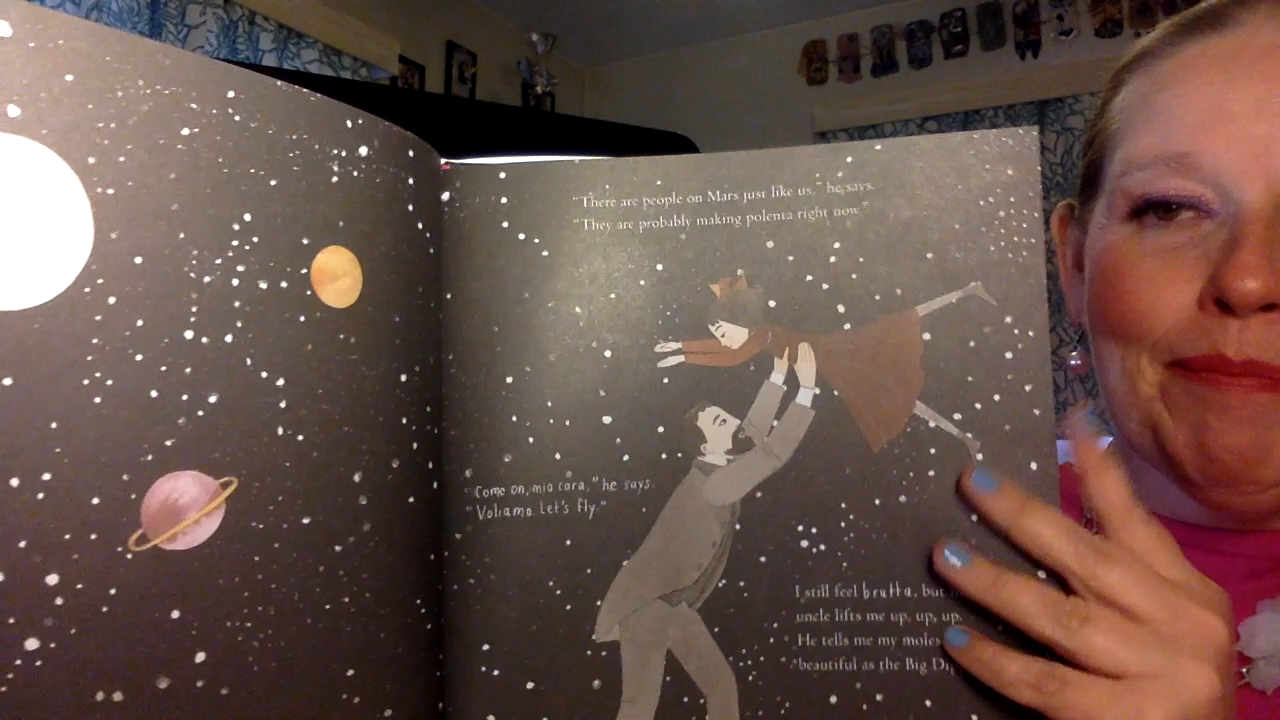 "There are people on Mars just like us," he says.
"They are probably making polenta right now."
"Come on, mia cara," he says.
"Voliamo. Let's fly."
I still feel brutta, but
uncle lifts me up, up, up.
He tells me my moles
beautiful as the Big